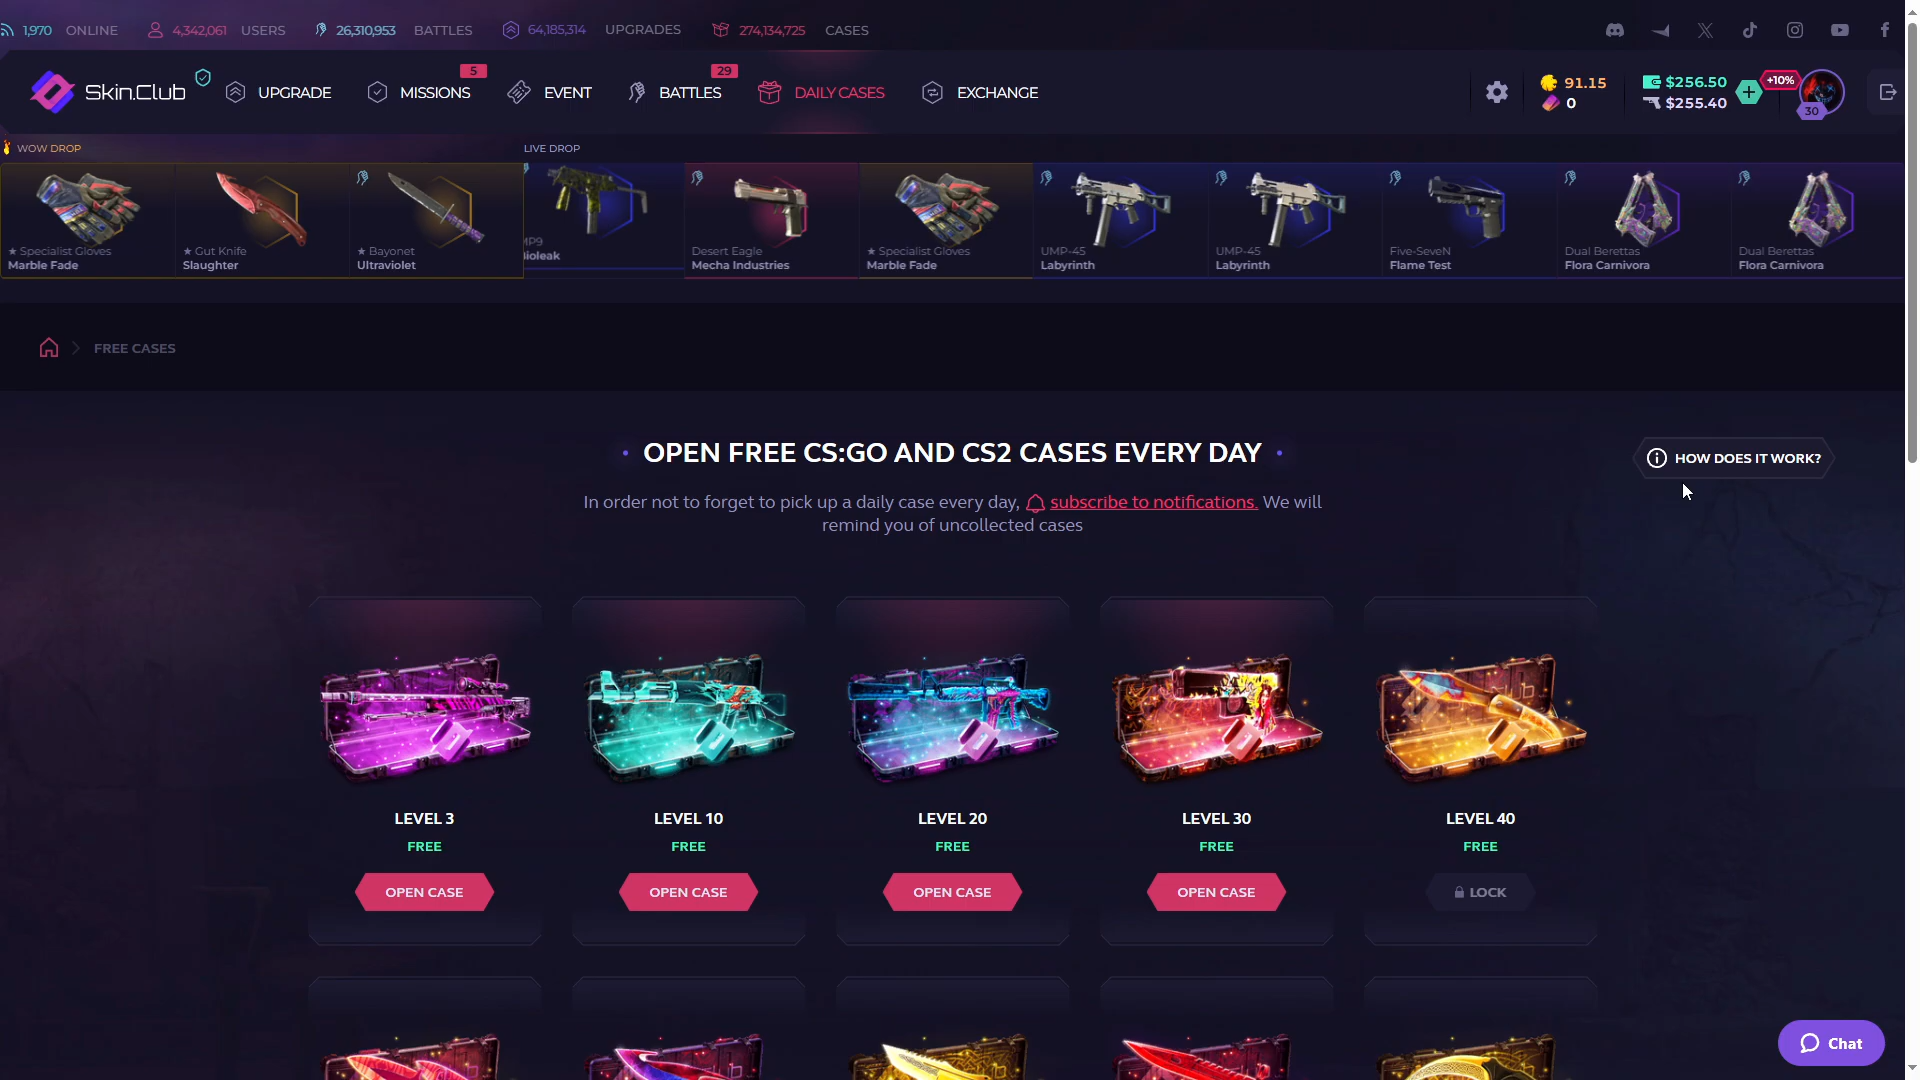 1,970 ONLINE 4,342,061 USERS 26,310,953 BATTLES 64,185,314 UPGRADES 274,134,725 CASES
Skin.Club UPGRADE MISSIONS 5 EVENT BATTLES 29 DAILY CASES EXCHANGE
91.15
0
$256.50
$255.40
+10%
30
WOW DROP
LIVE DROP
★ Specialist Gloves
Marble Fade
★ Gut Knife
Slaughter
★ Bayonet
Ultraviolet
MP9
ioleak
Desert Eagle
Mecha Industries
★ Specialist Gloves
Marble Fade
UMP-45
Labyrinth
UMP-45
Labyrinth
Five-SeveN
Flame Test
Dual Berettas
Flora Carnivora
Dual Berettas
Flora Carnivora
FREE CASES
OPEN FREE CS:GO AND CS2 CASES EVERY DAY
HOW DOES IT WORK?
In order not to forget to pick up a daily case every day, subscribe to notifications. We will
remind you of uncollected cases
LEVEL 3
FREE
OPEN CASE
LEVEL 10
FREE
OPEN CASE
LEVEL 20
FREE
OPEN CASE
LEVEL 30
FREE
OPEN CASE
LEVEL 40
FREE
LOCK
Chat